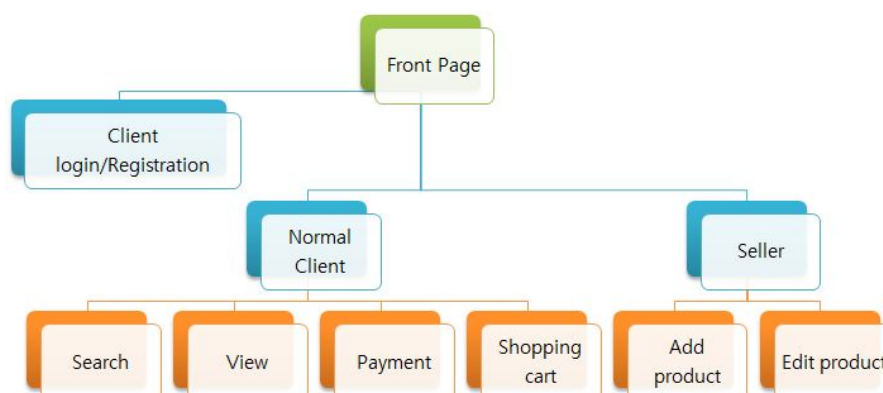 Front Page
Client
login/Registration
Normal
Client
Seller
Search
View
Payment
Shopping
cart
Add
product
Edit product